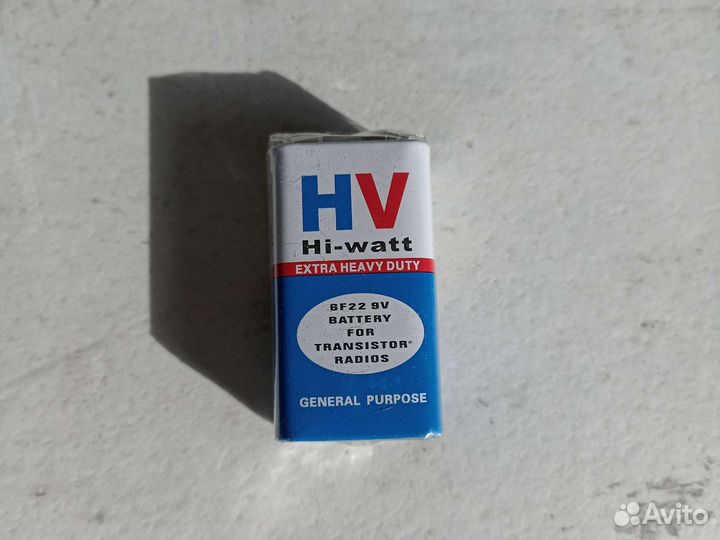 HV
Hi-watt
EXTRA HEAVY DUTY
6F22 9V
BATTERY
FOR
TRANSISTOR
RADIOS
GENERAL PURPOSE
Avito